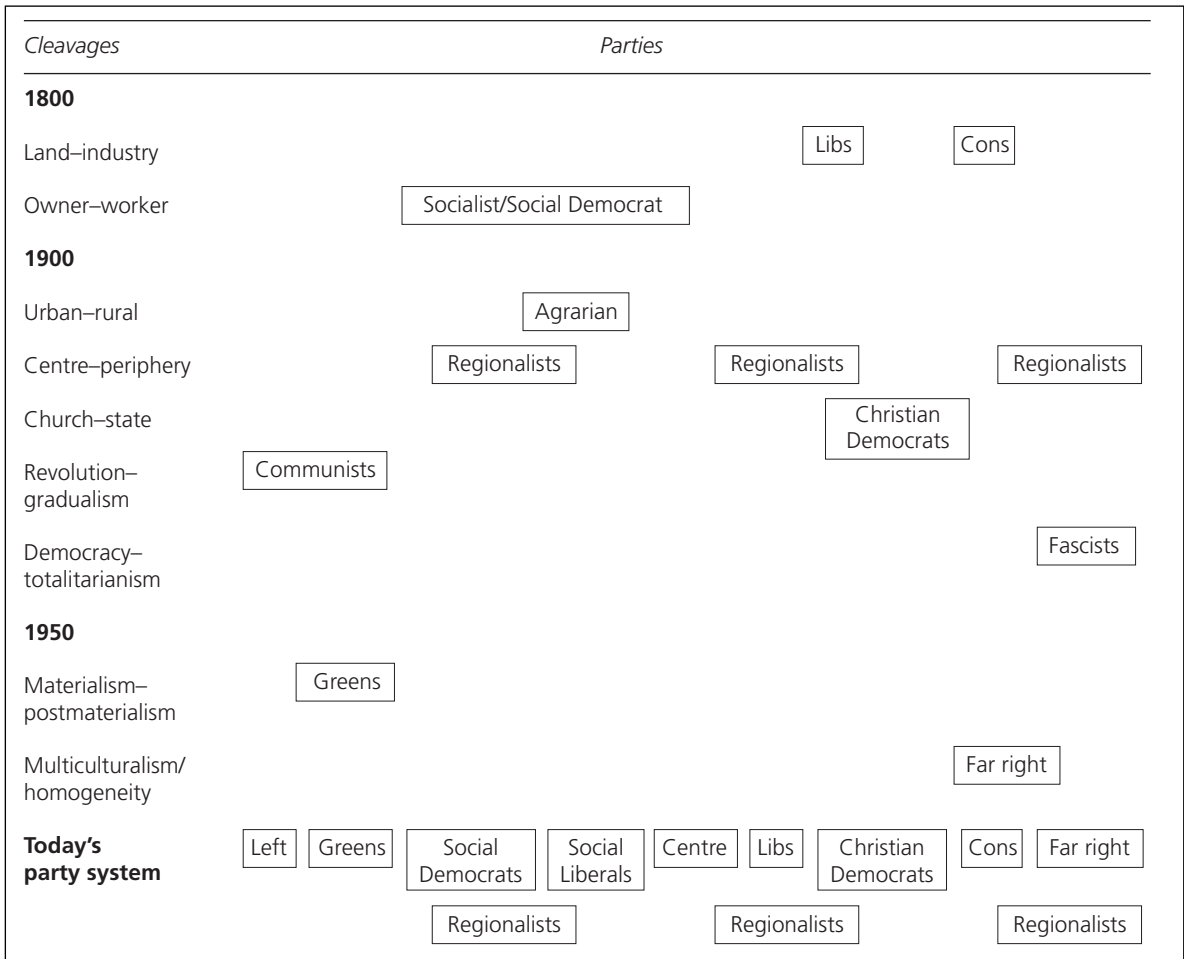 Cleavages Parties
1800
Land–industry Libs Cons
Owner–worker Socialist/Social Democrat
1900
Urban–rural Agrarian
Centre–periphery Regionalists Regionalists Regionalists
Church–state Christian
Democrats
Revolution– Communists
gradualism
Democracy– Fascists
totalitarianism
1950
Materialism– Greens
postmaterialism
Multiculturalism/ Far right
homogeneity
Today's Left Greens Social Social Centre Libs Christian Cons Far right
party system Democrats Liberals Democrats
Regionalists Regionalists Regionalists